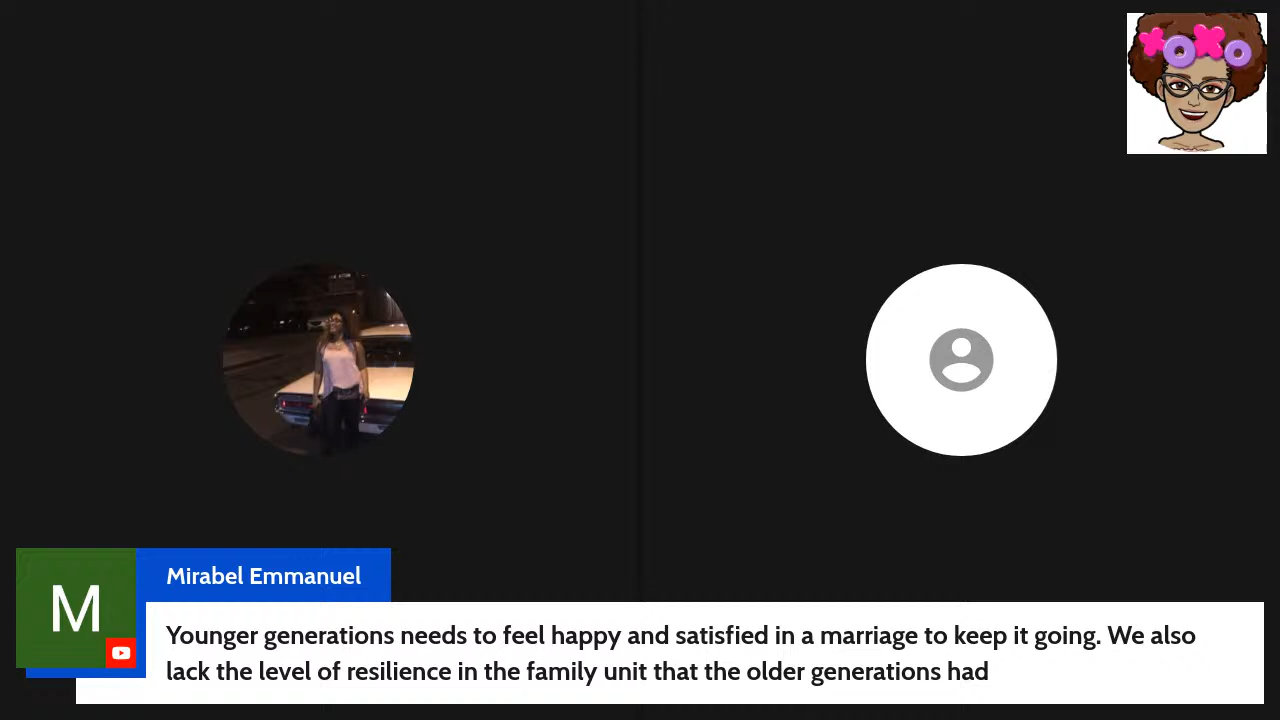 XOXO
M
Mirabel Emmanuel
Younger generations needs to feel happy and satisfied in a marriage to keep it going. We also
lack the level of resilience in the family unit that the older generations had